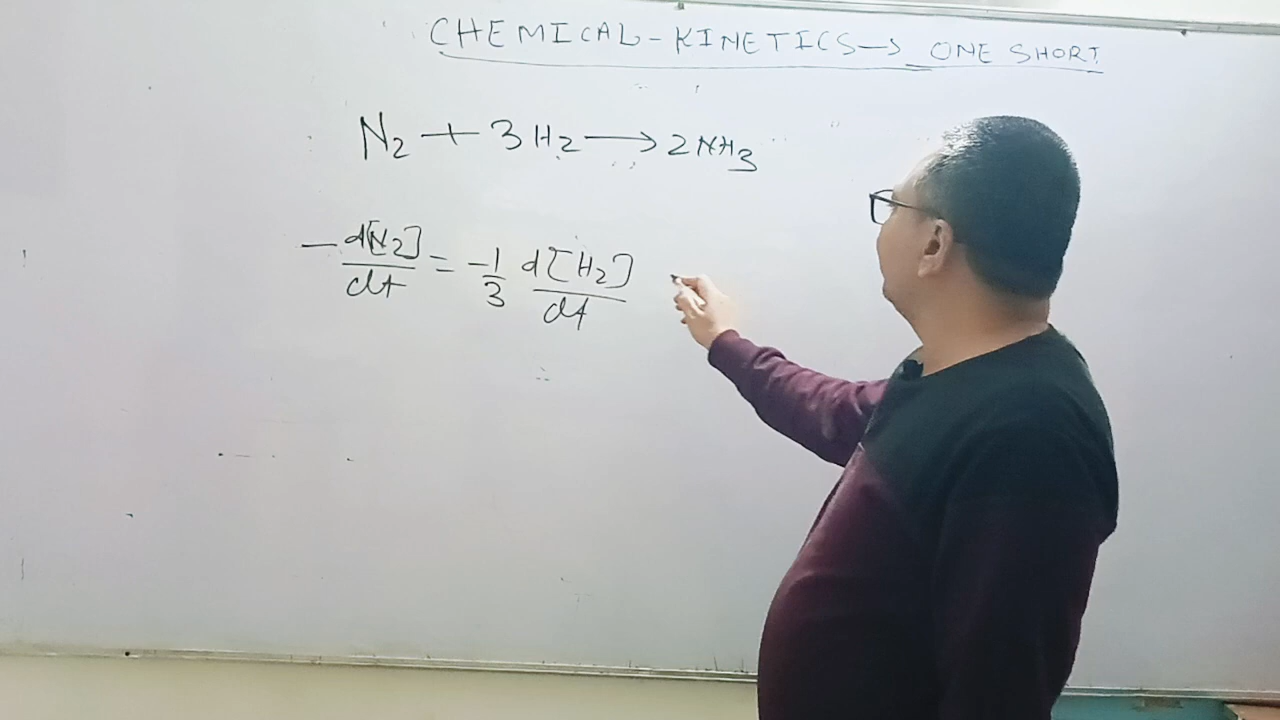 CHEMICAL-KINETICS→ ONE SHORT
N₂ + 3H₂ → 2NH₃
-d[N₂]/dt = -1/3 d[H₂]/dt